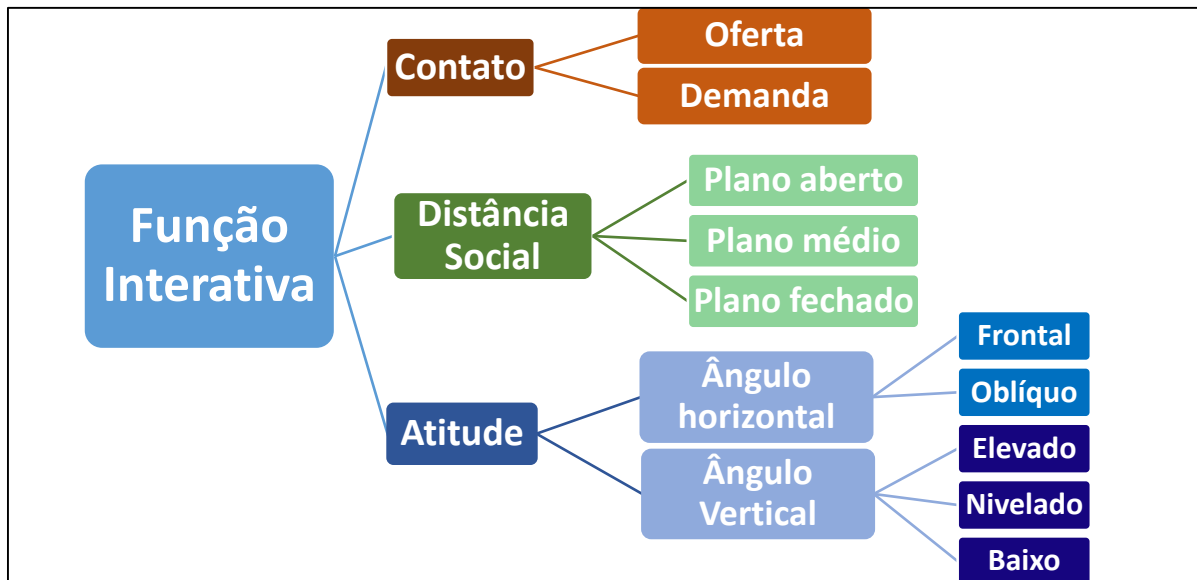 Função
Interativa
Contato
Oferta
Demanda
Distância
Social
Plano aberto
Plano médio
Plano fechado
Atitude
Ângulo
horizontal
Frontal
Oblíquo
Ângulo
Vertical
Elevado
Nivelado
Baixo